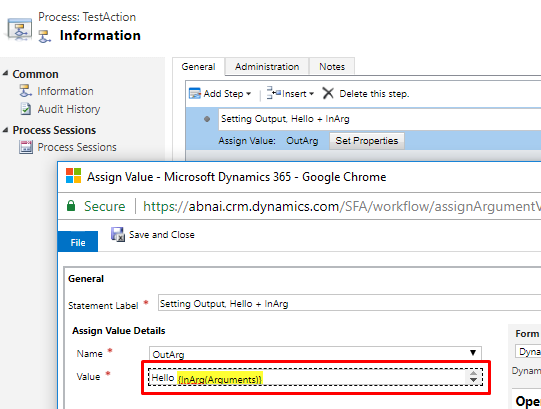 Process: TestAction
Information
Common
Information
Audit History
Process Sessions
Process Sessions
General Administration Notes
Add Step Insert Delete this step.
Setting Output, Hello + InArg
Assign Value: OutArg Set Properties
Assign Value - Microsoft Dynamics 365 - Google Chrome
Secure https://abnai.crm.dynamics.com/SFA/workflow/assignArgumentV
File Save and Close
General
Statement Label * Setting Output, Hello + InArg
Assign Value Details
Name * OutArg
Value * Hello {InArg(Arguments)}
Form
Dyna
Dynam
Oper